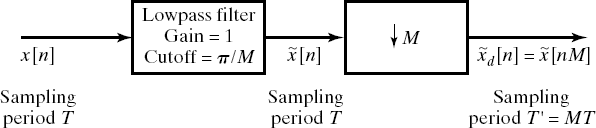 Lowpass filter
Gain = 1
Cutoff = π/M
↓ M
x[n]
x̃[n]
x̃d[n] = x̃[nM]
Sampling
period T
Sampling
period T
Sampling
period T' = MT